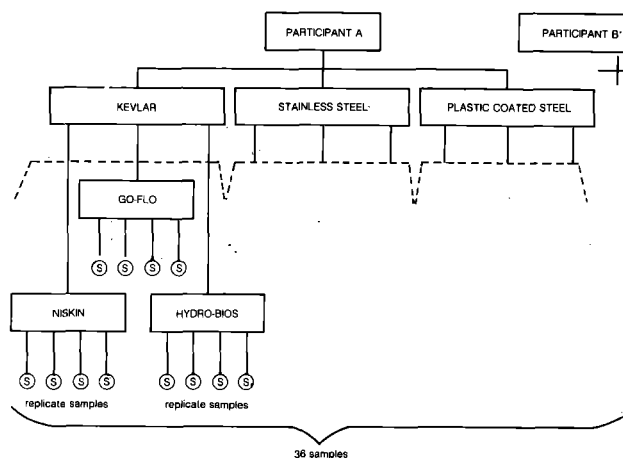 PARTICIPANT A
PARTICIPANT B
KEVLAR
STAINLESS STEEL
PLASTIC COATED STEEL
GO-FLO
S S S S
NISKIN
HYDRO-BIOS
S S S S
S S S S
replicate samples
replicate samples
36 samples